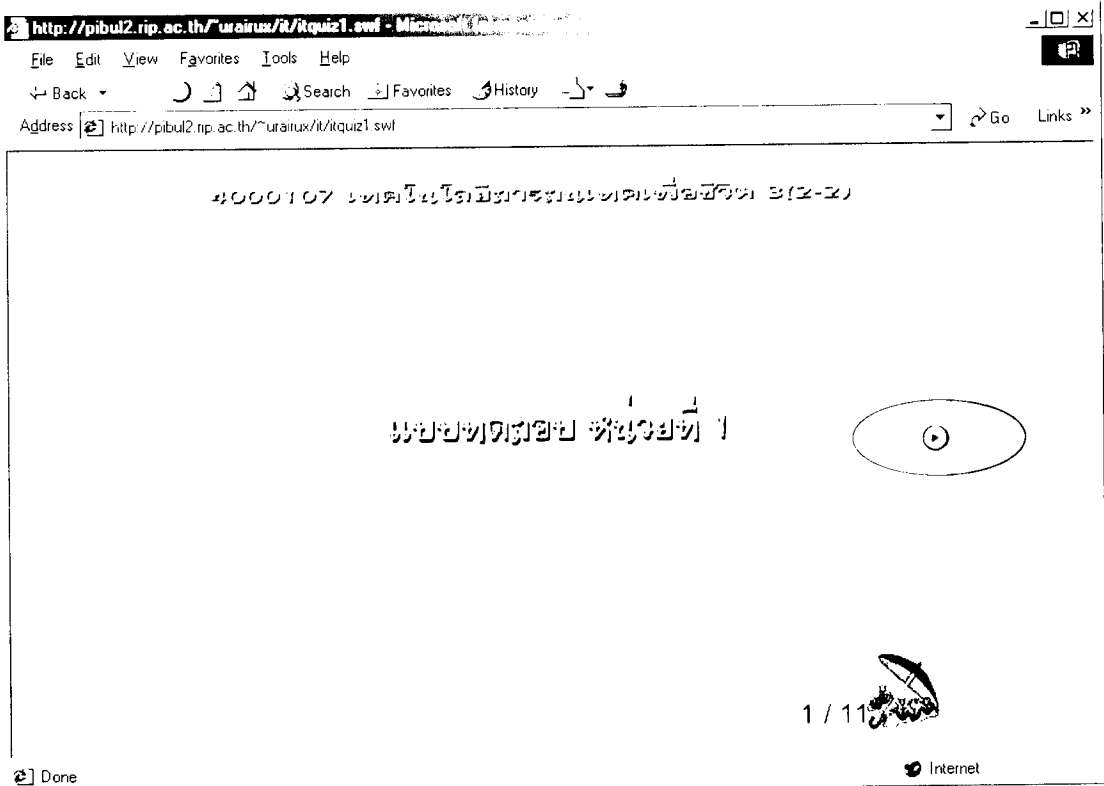 http://pibul2.rip.ac.th/~urairux/it/itquiz1.swf - Microsoft
File Edit View Favorites Tools Help
Back Search Favorites History
Address http://pibul2.rip.ac.th/~urairux/it/itquiz1.swf Go Links »
4000107 เทคโนโลยีสารสนเทคเพื่อชีวิต 3(2-2)
แบบทดสอบ หน่วยที่ 1
1 / 11
Done Internet